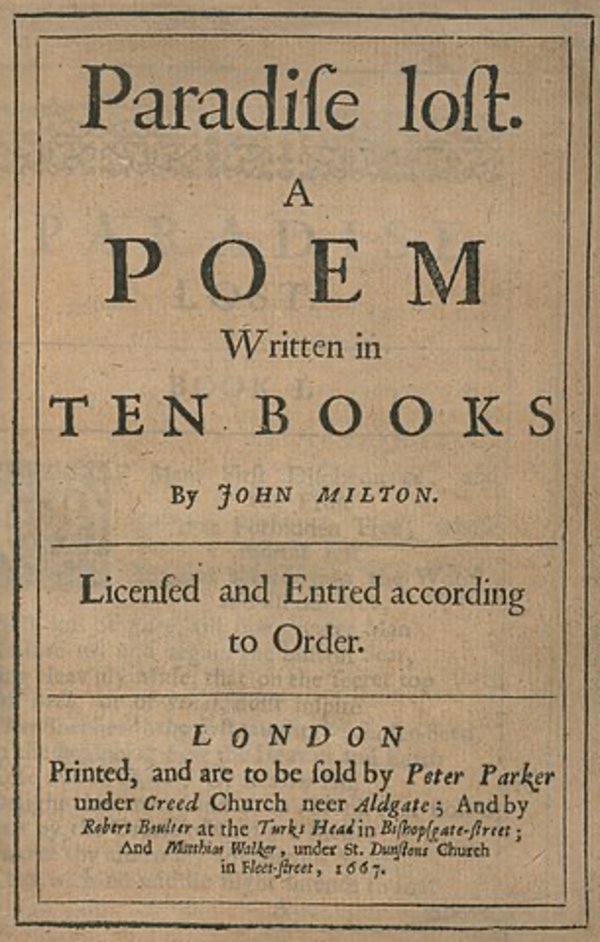 Paradiſe loſt.
A
POEM
Written in
TEN BOOKS
By JOHN MILTON.
Licenſed and Entred according
to Order.
LONDON
Printed, and are to be ſold by Peter Parker
under Creed Church neer Aldgate; And by
Robert Boulter at the Turks Head in Biſhopſgate-ſtreet;
And Matthias Walker, under St. Dunſtons Church
in Fleet-ſtreet, 1667.